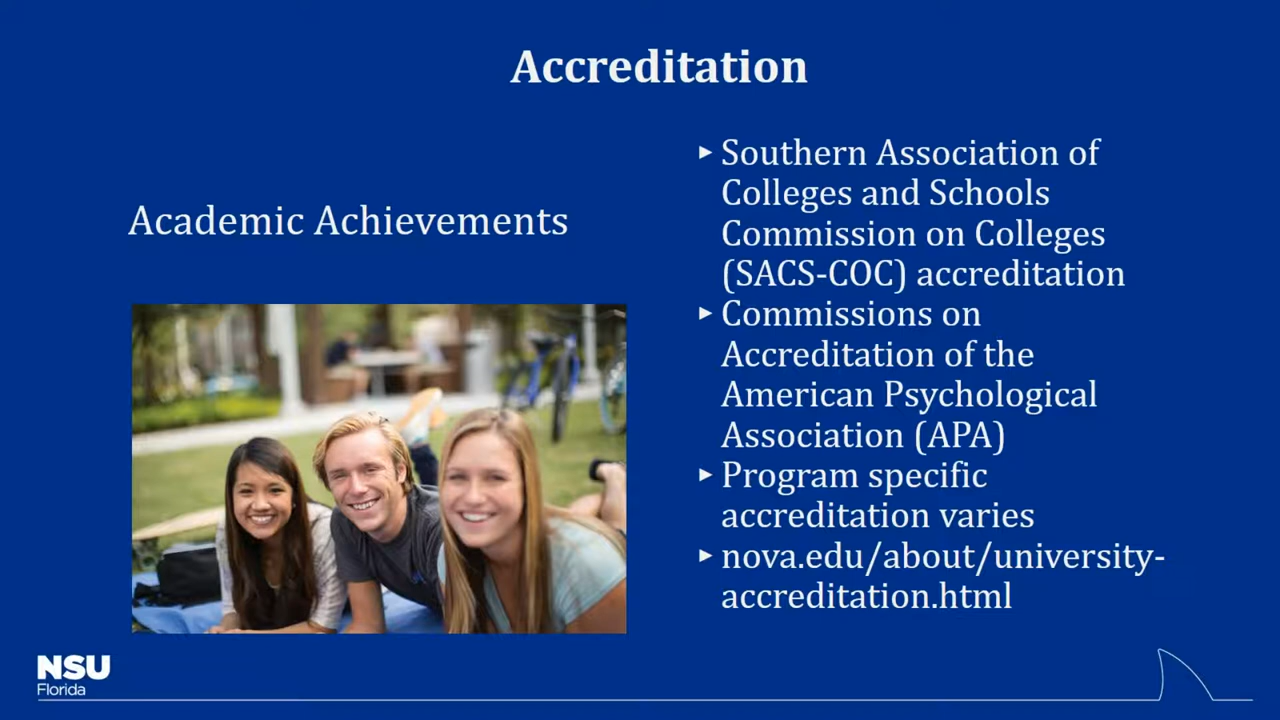 Accreditation
Academic Achievements
▸ Southern Association of
Colleges and Schools
Commission on Colleges
(SACS-COC) accreditation
▸ Commissions on
Accreditation of the
American Psychological
Association (APA)
▸ Program specific
accreditation varies
▸ nova.edu/about/university-
accreditation.html
NSU
Florida